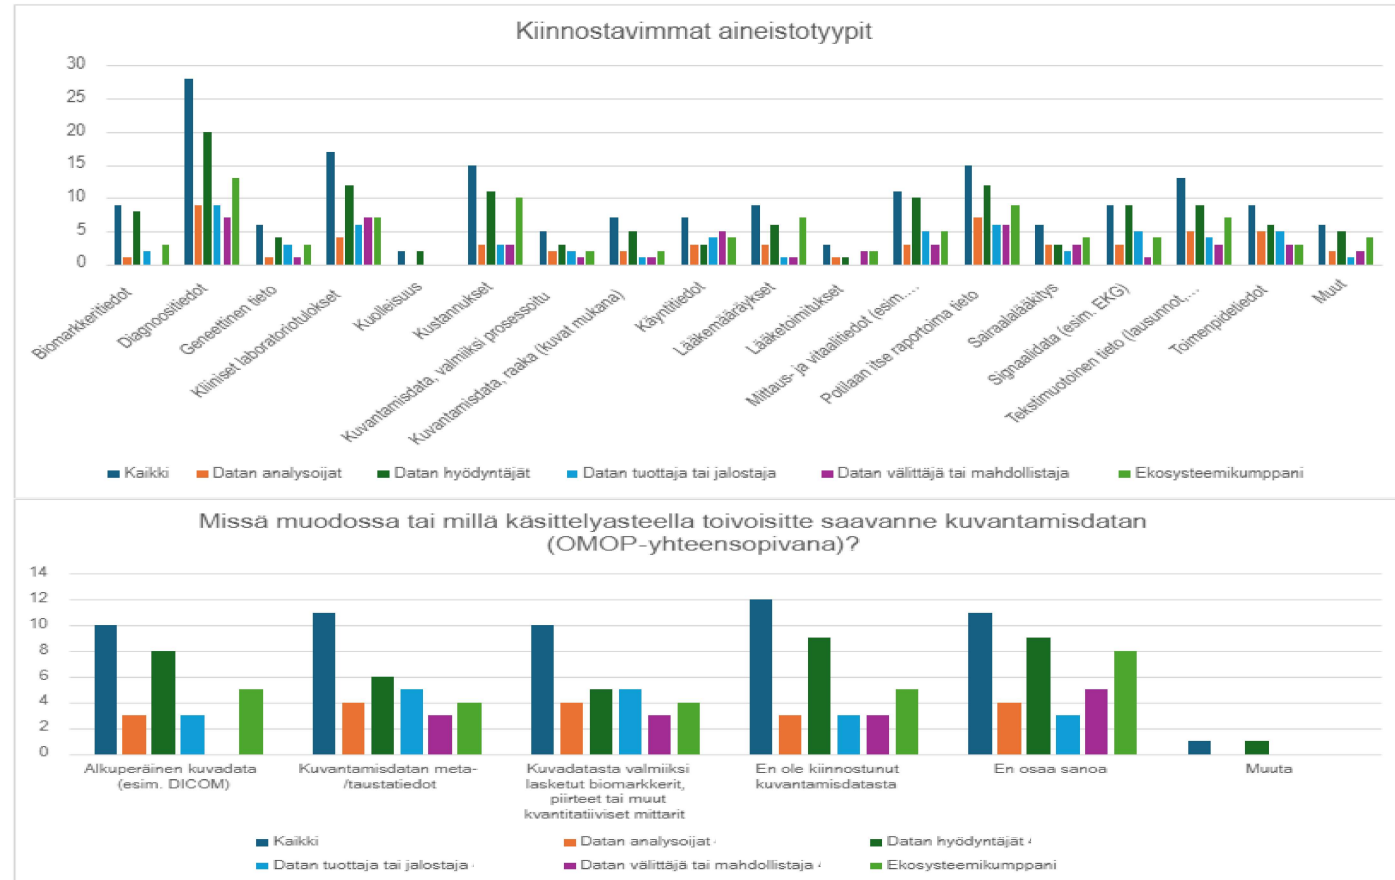 Kiinnostavimmat aineistotyypit
30
25
20
15
10
5
0
Biomarkkeritiedot
Diagnoositiedot
Geneettinen tieto
Kliiniset laboratoriotulokset
Kuolleisuus
Kustannukset
Kuvantamisdata, valmiiksi prosessoitu
Kuvantamisdata, raaka (kuvat mukana)
Käyntitiedot
Lääkemääräykset
Lääketoimitukset
Mittaus- ja vitaalitiedot (esim....
Potilaan itse raportoima tieto
Sairaalalääkitys
Signaalidata (esim. EKG)
Tekstimuotoinen tieto (lausunnot,...
Toimenpidetiedot
Muut
Kaikki
Datan analysoijat
Datan hyödyntäjät
Datan tuottaja tai jalostaja
Datan välittäjä tai mahdollistaja
Ekosysteemikumppani
Missä muodossa tai millä käsittelyasteella toivoisitte saavanne kuvantamisdatan
(OMOP-yhteensopivana)?
14
12
10
8
6
4
2
0
Alkuperäinen kuvadata
(esim. DICOM)
Kuvantamisdatan meta-
/taustatiedot
Kuvadatasta valmiiksi
lasketut biomarkkerit,
piirteet tai muut
kvantitatiiviset mittarit
En ole kiinnostunut
kuvantamisdatasta
En osaa sanoa
Muuta
Kaikki
Datan analysoijat
Datan hyödyntäjät
Datan tuottaja tai jalostaja
Datan välittäjä tai mahdollistaja
Ekosysteemikumppani